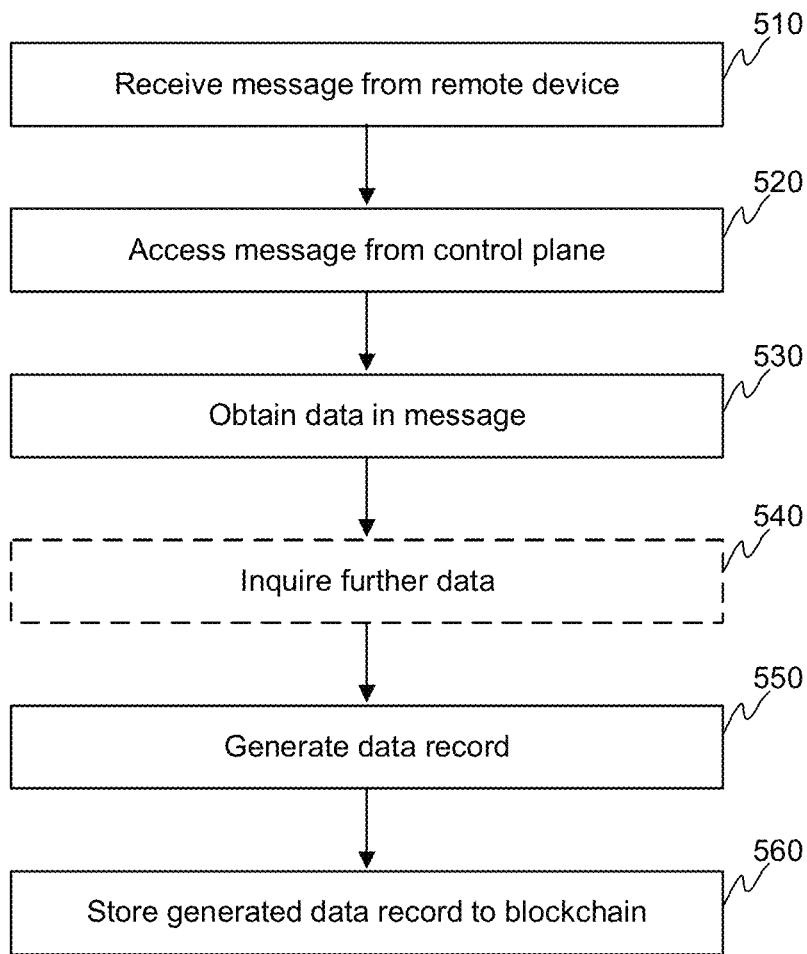 510
Receive message from remote device
520
Access message from control plane
530
Obtain data in message
540
Inquire further data
550
Generate data record
560
Store generated data record to blockchain